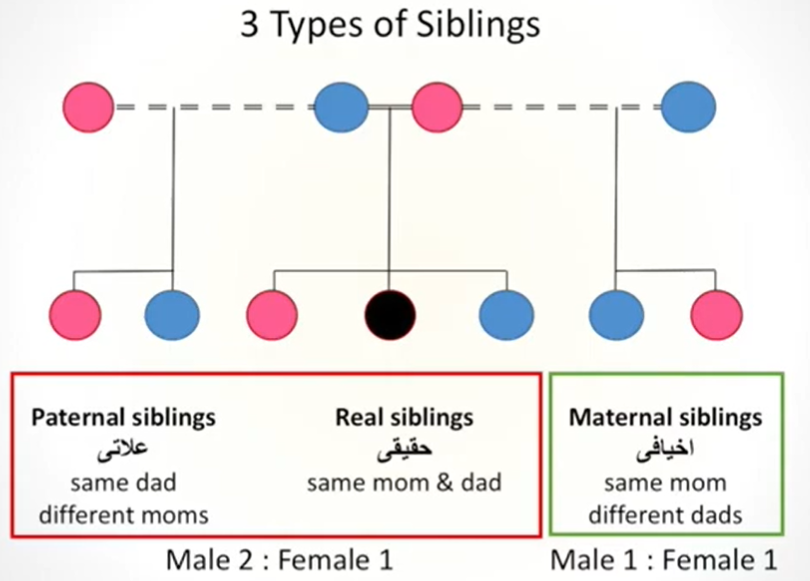 3 Types of Siblings
Paternal siblings
علاتی
same dad
different moms
Real siblings
حقیقی
same mom & dad
Maternal siblings
اخیافی
same mom
different dads
Male 2 : Female 1
Male 1 : Female 1